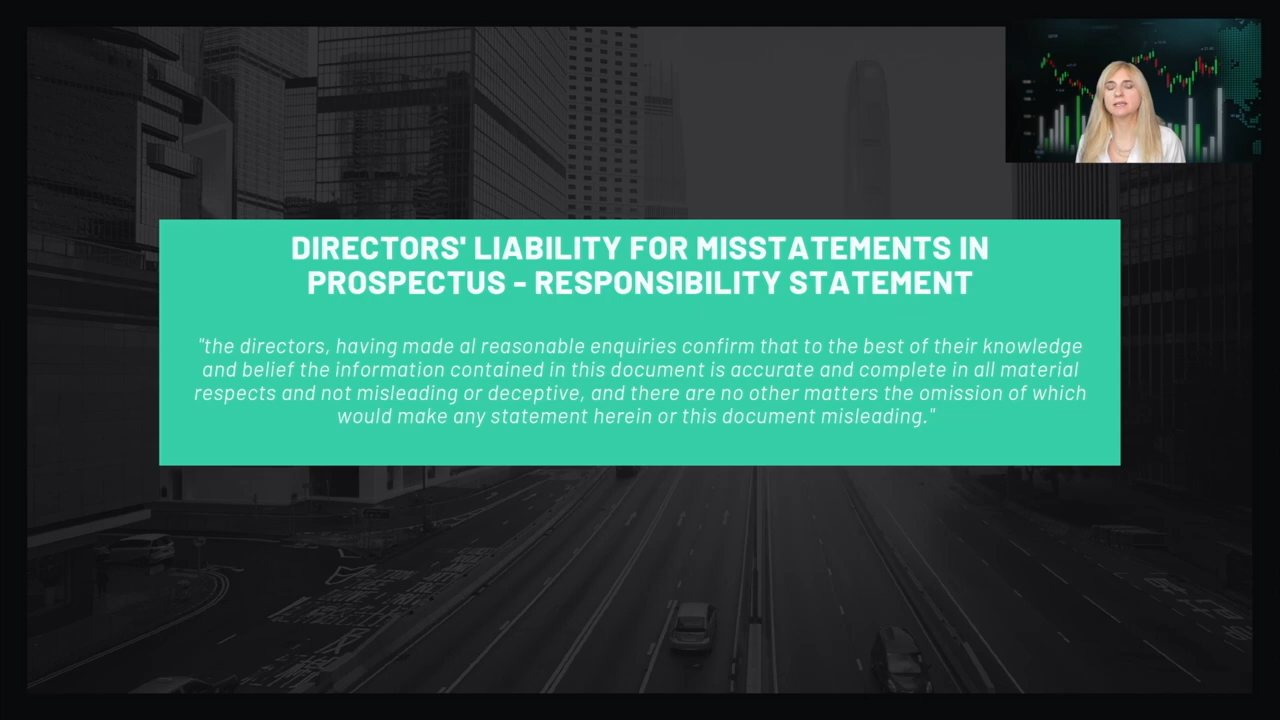 DIRECTORS' LIABILITY FOR MISSTATEMENTS IN
PROSPECTUS - RESPONSIBILITY STATEMENT
"the directors, having made al reasonable enquiries confirm that to the best of their knowledge
and belief the information contained in this document is accurate and complete in all material
respects and not misleading or deceptive, and there are no other matters the omission of which
would make any statement herein or this document misleading."